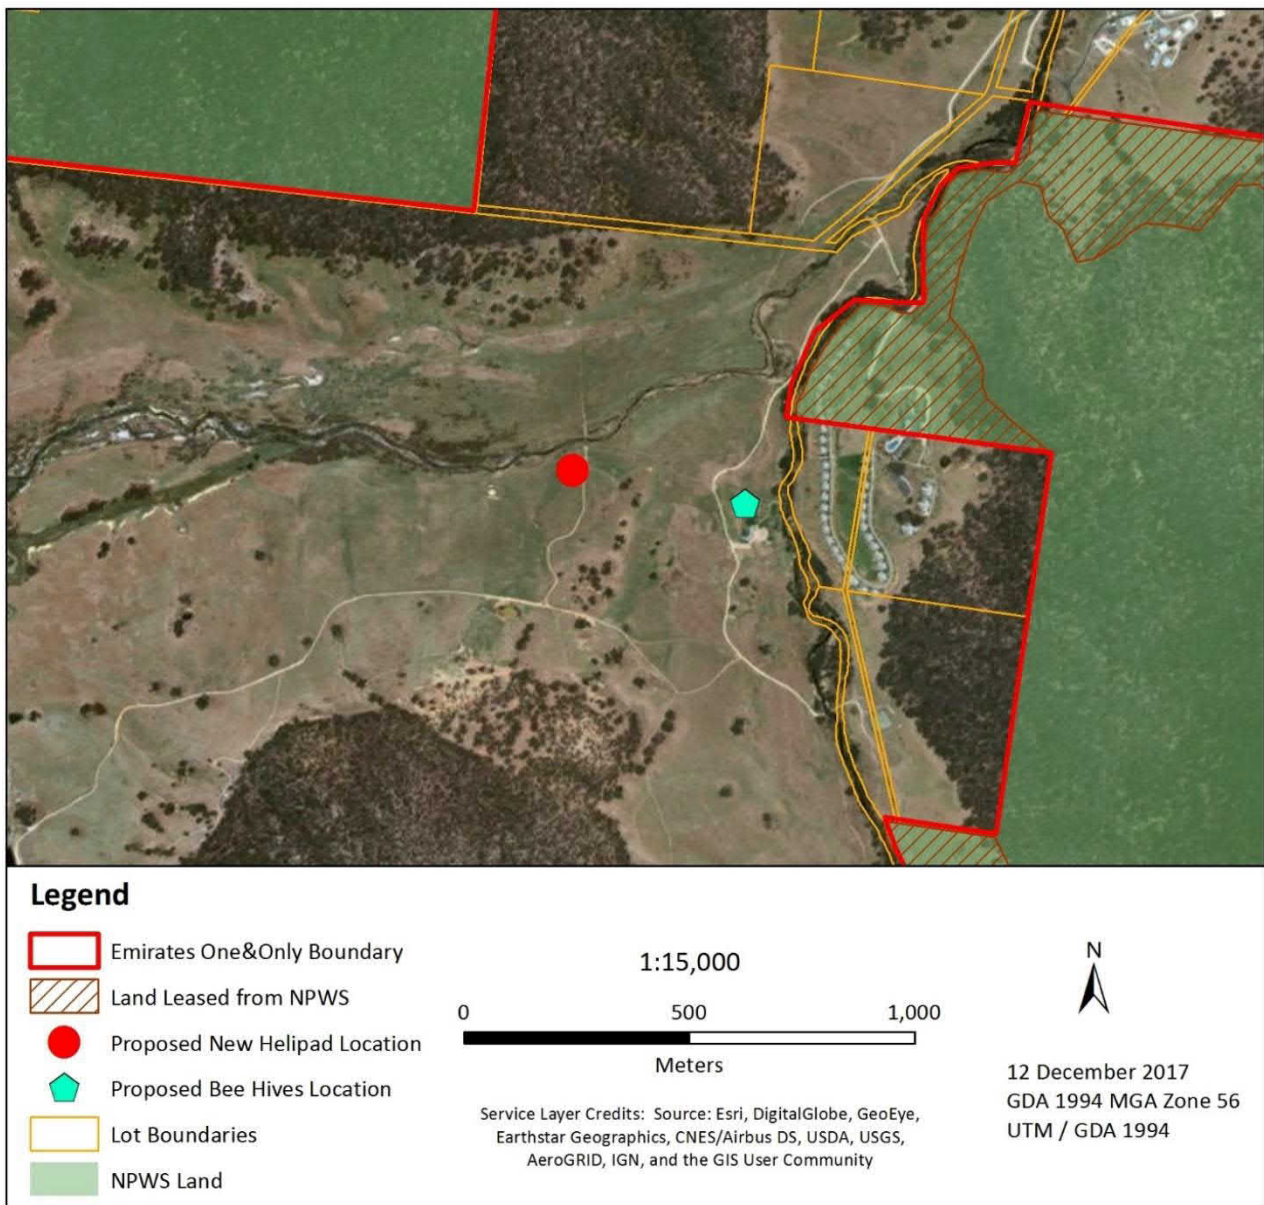 Legend
Emirates One&Only Boundary
Land Leased from NPWS
Proposed New Helipad Location
Proposed Bee Hives Location
Lot Boundaries
NPWS Land
1:15,000
0 500 1,000
Meters
Service Layer Credits: Source: Esri, DigitalGlobe, GeoEye,
Earthstar Geographics, CNES/Airbus DS, USDA, USGS,
AeroGRID, IGN, and the GIS User Community
N
12 December 2017
GDA 1994 MGA Zone 56
UTM / GDA 1994